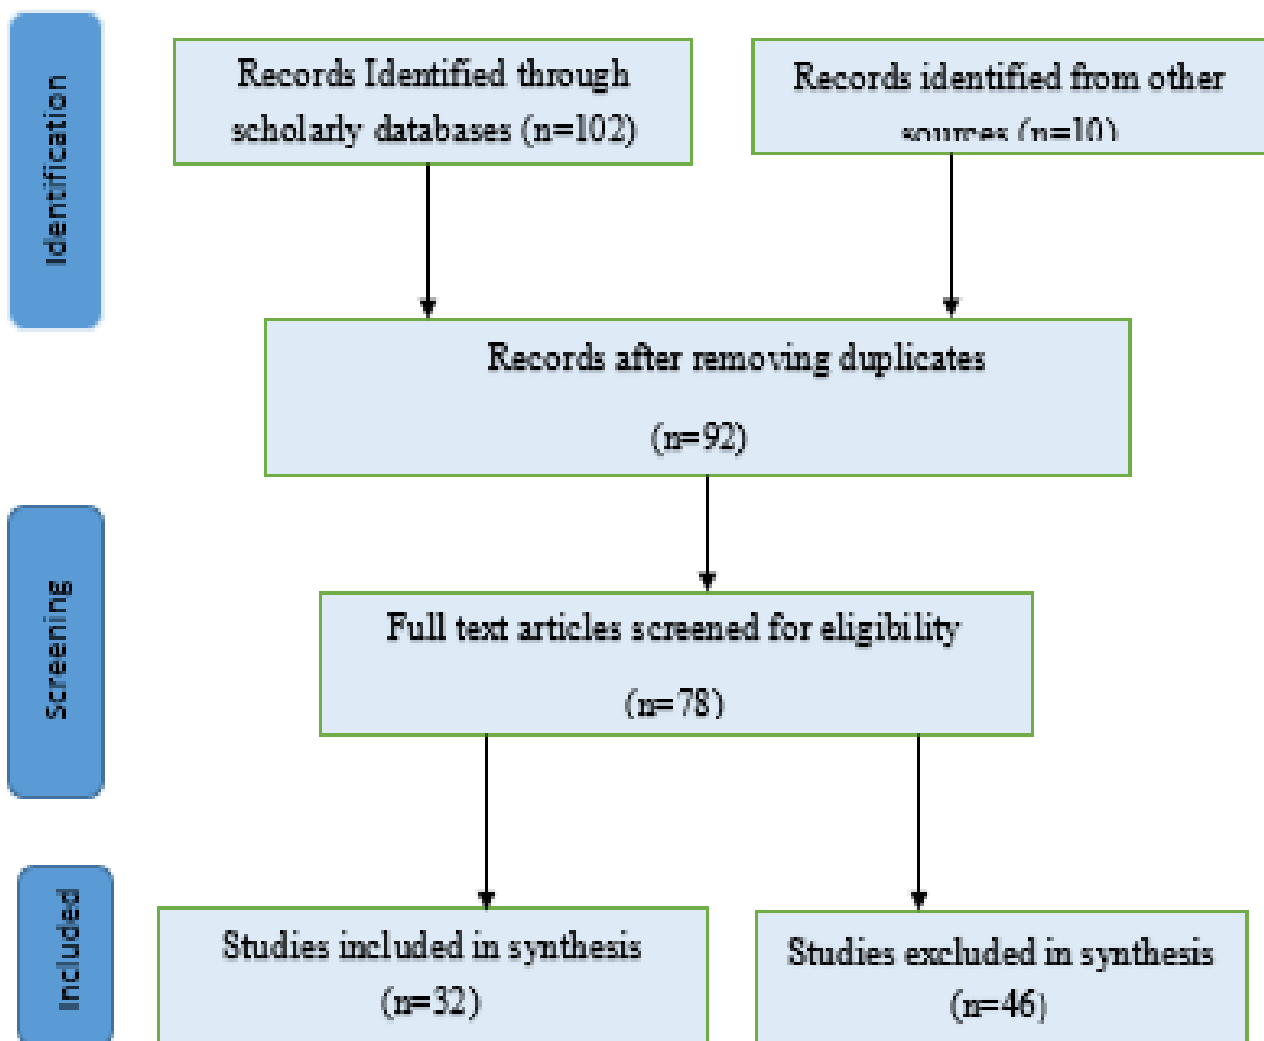 Identification
Records Identified through
scholarly databases (n=102)
Records identified from other
sources (n=10)
Records after removing duplicates
(n=92)
Screening
Full text articles screened for eligibility
(n=78)
Included
Studies included in synthesis
(n=32)
Studies excluded in synthesis
(n=46)